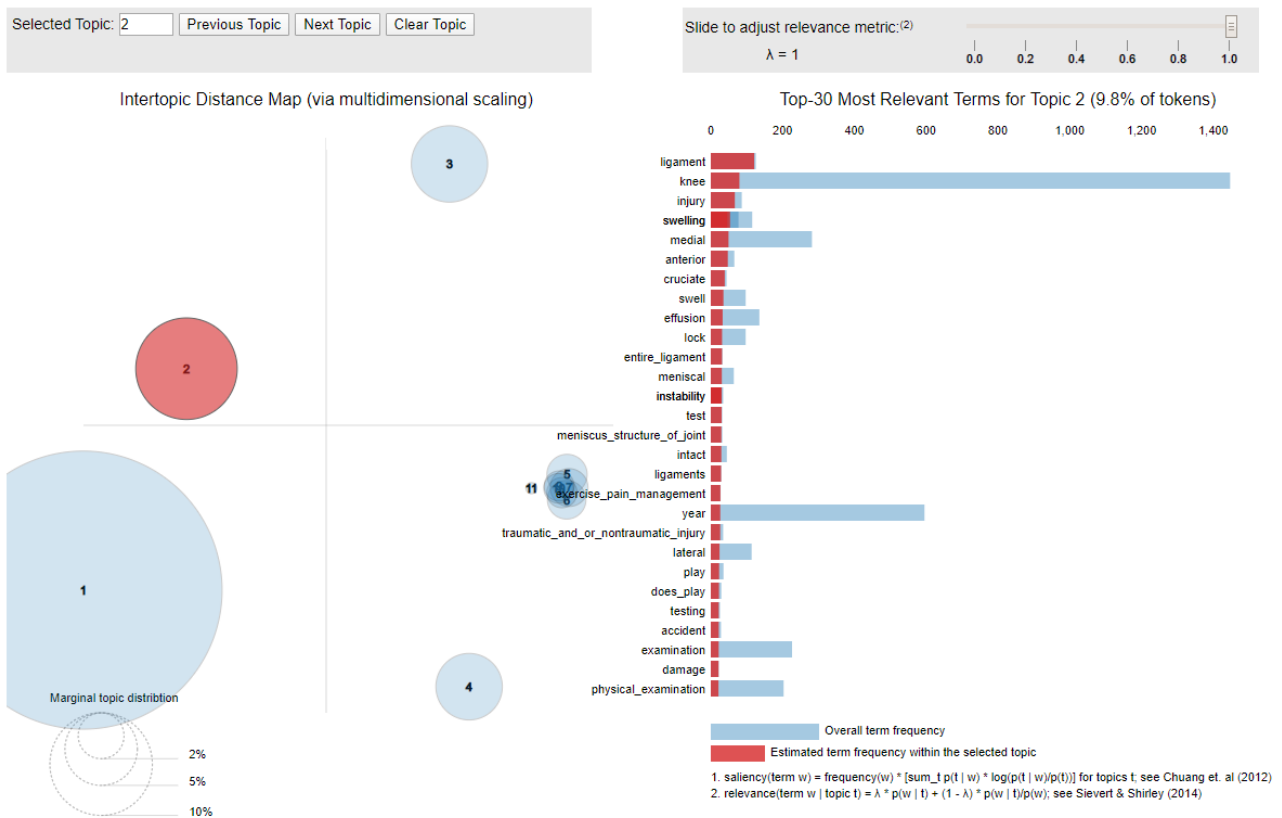 Selected Topic: 2 Previous Topic Next Topic Clear Topic
Slide to adjust relevance metric:(2)
λ = 1
0.0 0.2 0.4 0.6 0.8 1.0
Intertopic Distance Map (via multidimensional scaling)
3
2
5
11
7
6
1
4
Marginal topic distribtion
2%
5%
10%
Top-30 Most Relevant Terms for Topic 2 (9.8% of tokens)
0 200 400 600 800 1,000 1,200 1,400
ligament
knee
injury
swelling
medial
anterior
cruciate
swell
effusion
lock
entire_ligament
meniscal
instability
test
meniscus_structure_of_joint
intact
ligaments
exercise_pain_management
year
traumatic_and_or_nontraumatic_injury
lateral
play
does_play
testing
accident
examination
damage
physical_examination
Overall term frequency
Estimated term frequency within the selected topic
1. saliency(term w) = frequency(w) * [sum_t p(t | w) * log(p(t | w)/p(t))] for topics t; see Chuang et. al (2012)
2. relevance(term w | topic t) = λ * p(w | t) + (1 - λ) * p(w | t)/p(w); see Sievert & Shirley (2014)